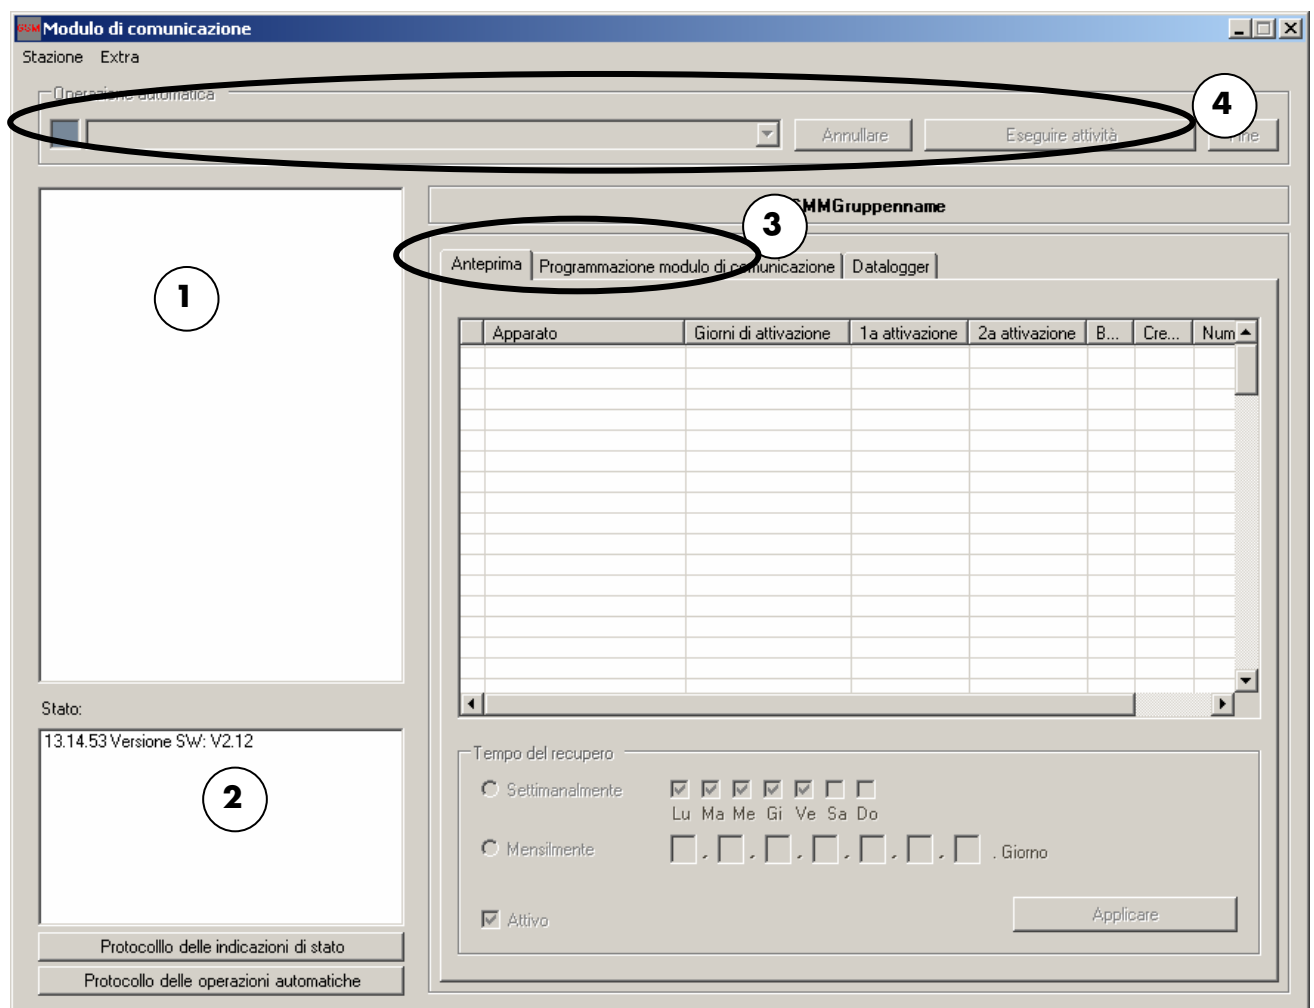 GSM Modulo di comunicazione
Stazione Extra
Operazione automatica
4
Annullare Eseguire attività
1
MMGruppenname
3
Anteprima Programmazione modulo di comunicazione Datalogger
Apparato Giorni di attivazione 1a attivazione 2a attivazione B... Cre... Num
Stato:
13.14.53 Versione SW: V2.12
2
Protocolllo delle indicazioni di stato
Protocollo delle operazioni automatiche
Tempo del recupero
Settimanalmente
Lu Ma Me Gi Ve Sa Do
Mensilmente . . . . . . . Giorno
Attivo
Applicare